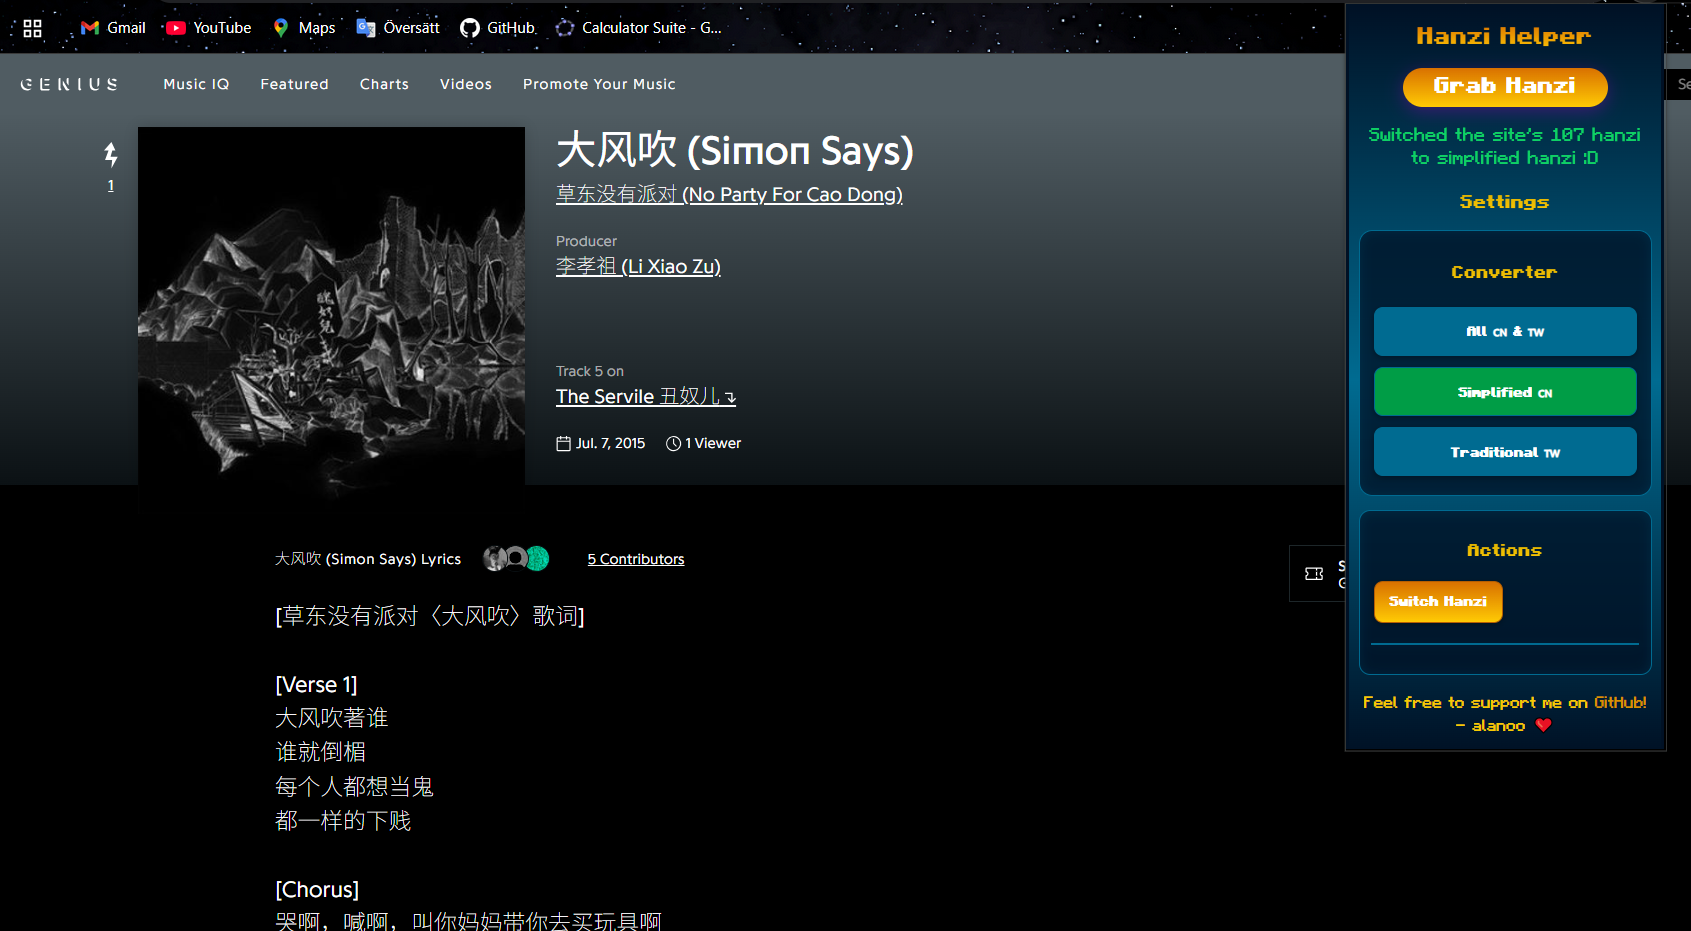 Gmail YouTube Maps Översätt GitHub Calculator Suite - G...
GENIUS Music IQ Featured Charts Videos Promote Your Music
1
大风吹 (Simon Says)
草东没有派对 (No Party For Cao Dong)
Producer
李孝祖 (Li Xiao Zu)
Track 5 on
The Servile 丑奴儿
Jul. 7, 2015 1 Viewer
大风吹 (Simon Says) Lyrics 5 Contributors
[草东没有派对〈大风吹〉歌词]
[Verse 1]
大风吹著谁
谁就倒楣
每个人都想当鬼
都一样的下贱
[Chorus]
哭啊，喊啊，叫你妈妈带你去买玩具啊
Hanzi Helper
Grab Hanzi
Switched the site's 107 hanzi
to simplified hanzi :D
Settings
Converter
All CN & TW
Simplified CN
Traditional TW
Actions
Switch Hanzi
Feel free to support me on GitHub!
- alanoo ❤️
Se
S
G